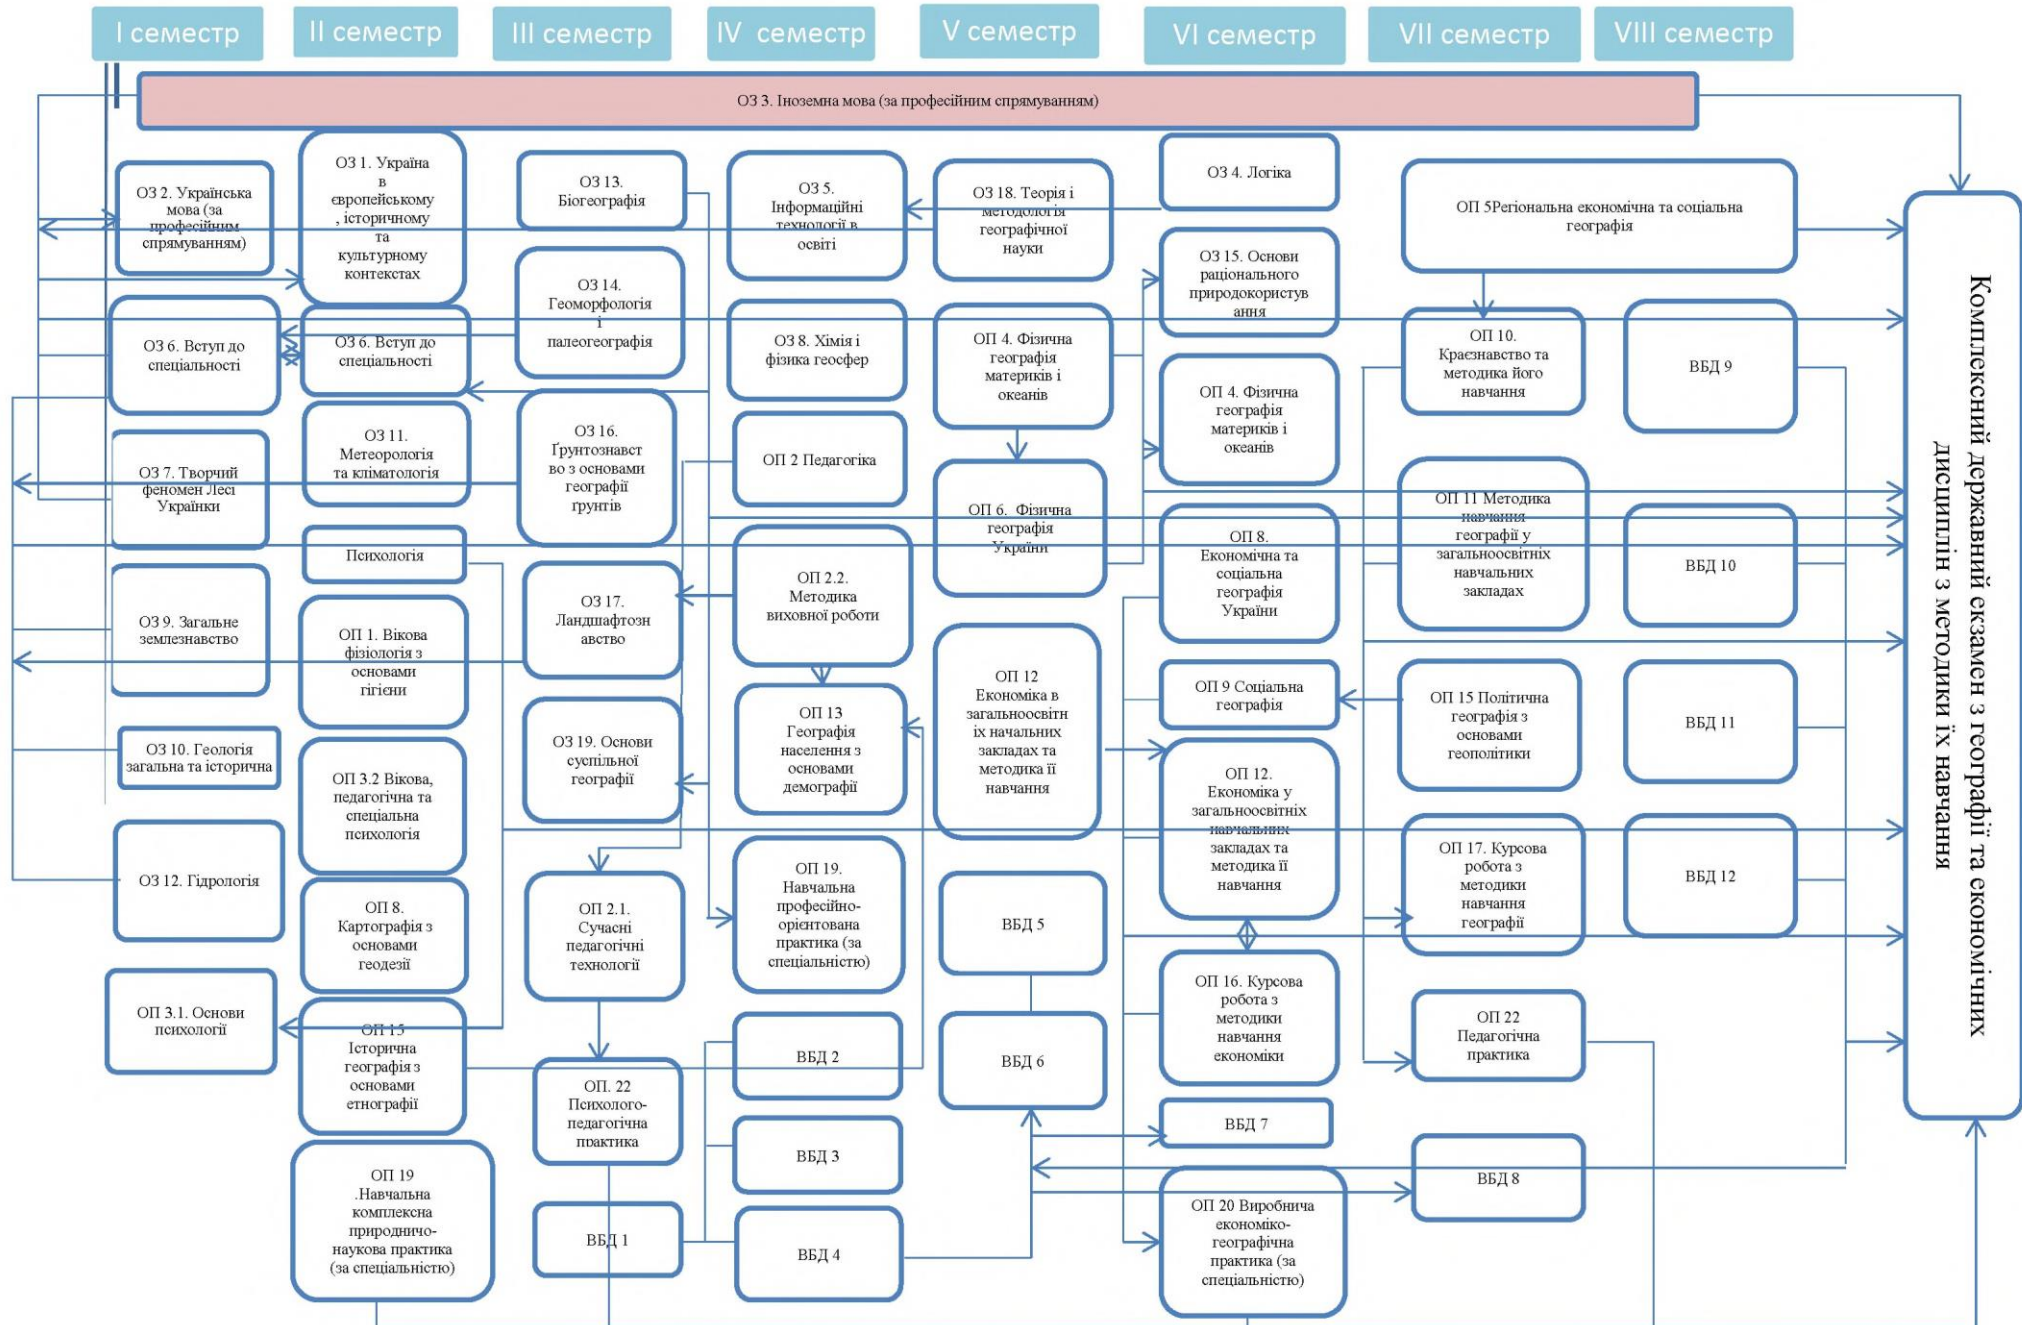 I семестр
II семестр
III семестр
IV семестр
V семестр
VI семестр
VII семестр
VIII семестр
ОЗ 3. Іноземна мова (за професійним спрямуванням)
ОЗ 2. Українська
мова (за
професійним
спрямуванням)
ОЗ 6. Вступ до
спеціальності
ОЗ 7. Творчий
феномен Лесі
Українки
ОЗ 9. Загальне
землезнавство
ОЗ 10. Геологія
загальна та історична
ОЗ 12. Гідрологія
ОП 3.1. Основи
психології
ОЗ 1. Україна
в
європейському
, історичному
та
культурному
контекстах
ОЗ 6. Вступ до
спеціальності
ОЗ 11.
Метеорологія
та кліматологія
Психологія
ОП 1. Вікова
фізіологія з
основами
гігієни
ОП 3.2 Вікова,
педагогічна та
спеціальна
психологія
ОП 8.
Картографія з
основами
геодезії
ОП 15
Історична
географія з
основами
етнографії
ОП 19
.Навчальна
комплексна
природничо-
наукова практика
(за спеціальністю)
ОЗ 13.
Біогеографія
ОЗ 14.
Геоморфологія
і
палеогеографія
ОЗ 16.
Ґрунтознавст
во з основами
географії
ґрунтів
ОЗ 17.
Ландшафтозн
авство
ОЗ 19. Основи
суспільної
географії
ОП 2.1.
Сучасні
педагогічні
технології
ОП. 22
Психолого-
педагогічна
практика
ВБД 1
ОЗ 5.
Інформаційні
технології в
освіті
ОЗ 8. Хімія і
фізика геосфер
ОП 2 Педагогіка
ОП 2.2.
Методика
виховної роботи
ОП 13
Географія
населення з
основами
демографії
ОП 19.
Навчальна
професійно-
орієнтована
практика (за
спеціальністю)
ВБД 2
ВБД 3
ВБД 4
ОЗ 18. Теорія і
методологія
географічної
науки
ОП 4. Фізична
географія
материків і
океанів
ОП 6. Фізична
географія
України
ОП 12
Економіка в
загальноосвітн
іх начальних
закладах та
методика її
навчання
ВБД 5
ВБД 6
ОЗ 4. Логіка
ОЗ 15. Основи
раціонального
природокористув
ання
ОП 4. Фізична
географія
материків і
океанів
ОП 8.
Економічна та
соціальна
географія
України
ОП 9 Соціальна
географія
ОП 12.
Економіка у
загальноосвітніх
навчальних
закладах та
методика її
навчання
ОП 16. Курсова
робота з
методики
навчання
економіки
ВБД 7
ОП 20 Виробнича
економіко-
географічна
практика (за
спеціальністю)
ОП 5Регіональна економічна та соціальна
географія
ОП 10.
Краєзнавство та
методика його
навчання
ОП 11 Методика
навчання
географії у
загальноосвітніх
навчальних
закладах
ОП 15 Політична
географія з
основами
геополітики
ОП 17. Курсова
робота з
методики
навчання
географії
ОП 22
Педагогічна
практика
ВБД 8
ВБД 9
ВБД 10
ВБД 11
ВБД 12
Комплексний державний екзамен з географії та економічних
дисциплін з методики їх навчання